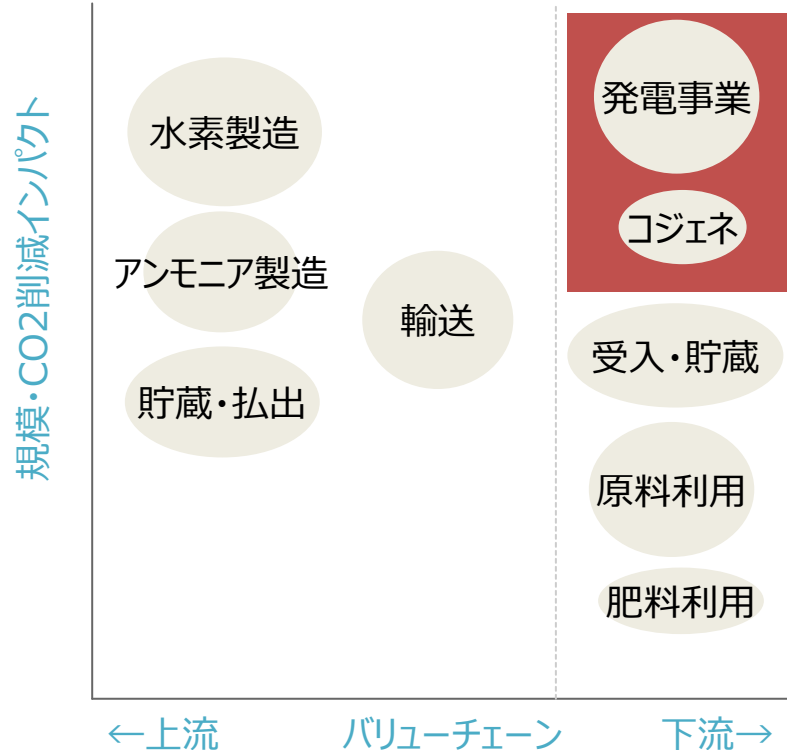 規模・CO2削減インパクト
水素製造
アンモニア製造
貯蔵・払出
輸送
発電事業
コジェネ
受入・貯蔵
原料利用
肥料利用
←上流
バリューチェーン
下流→